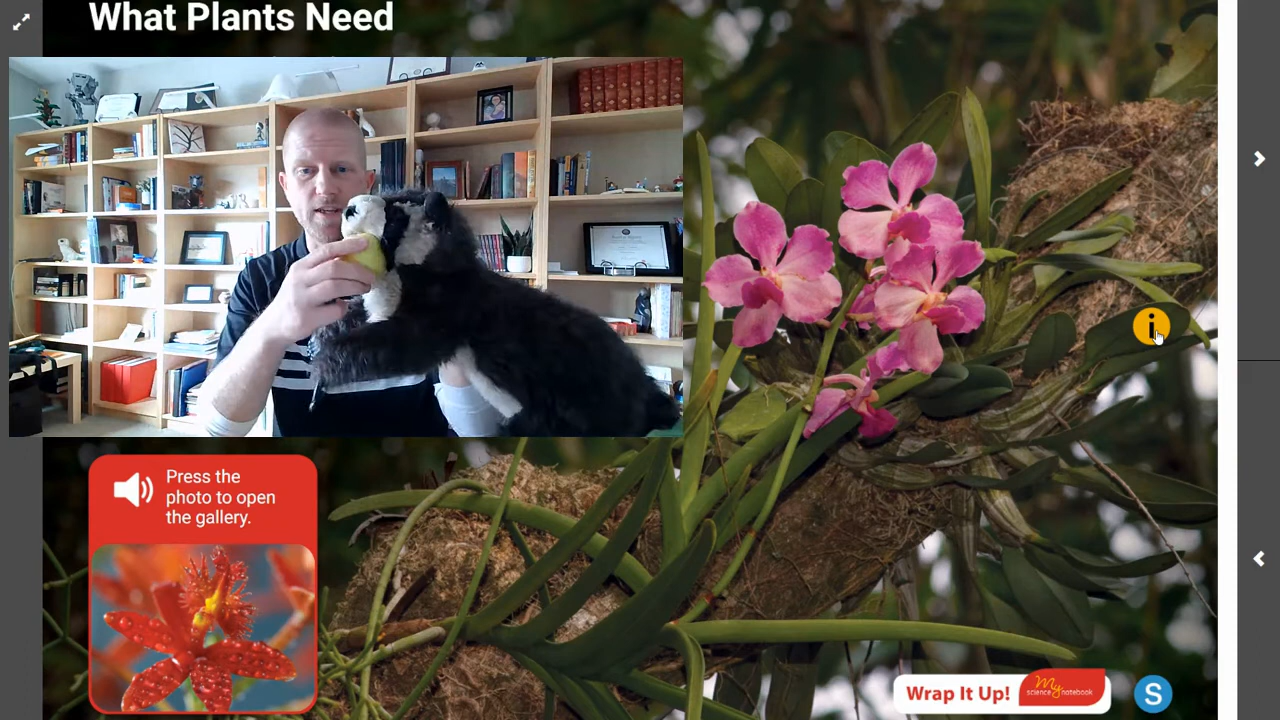 What Plants Need
Press the
photo to open
the gallery.
i
Wrap It Up!
My
science notebook
S